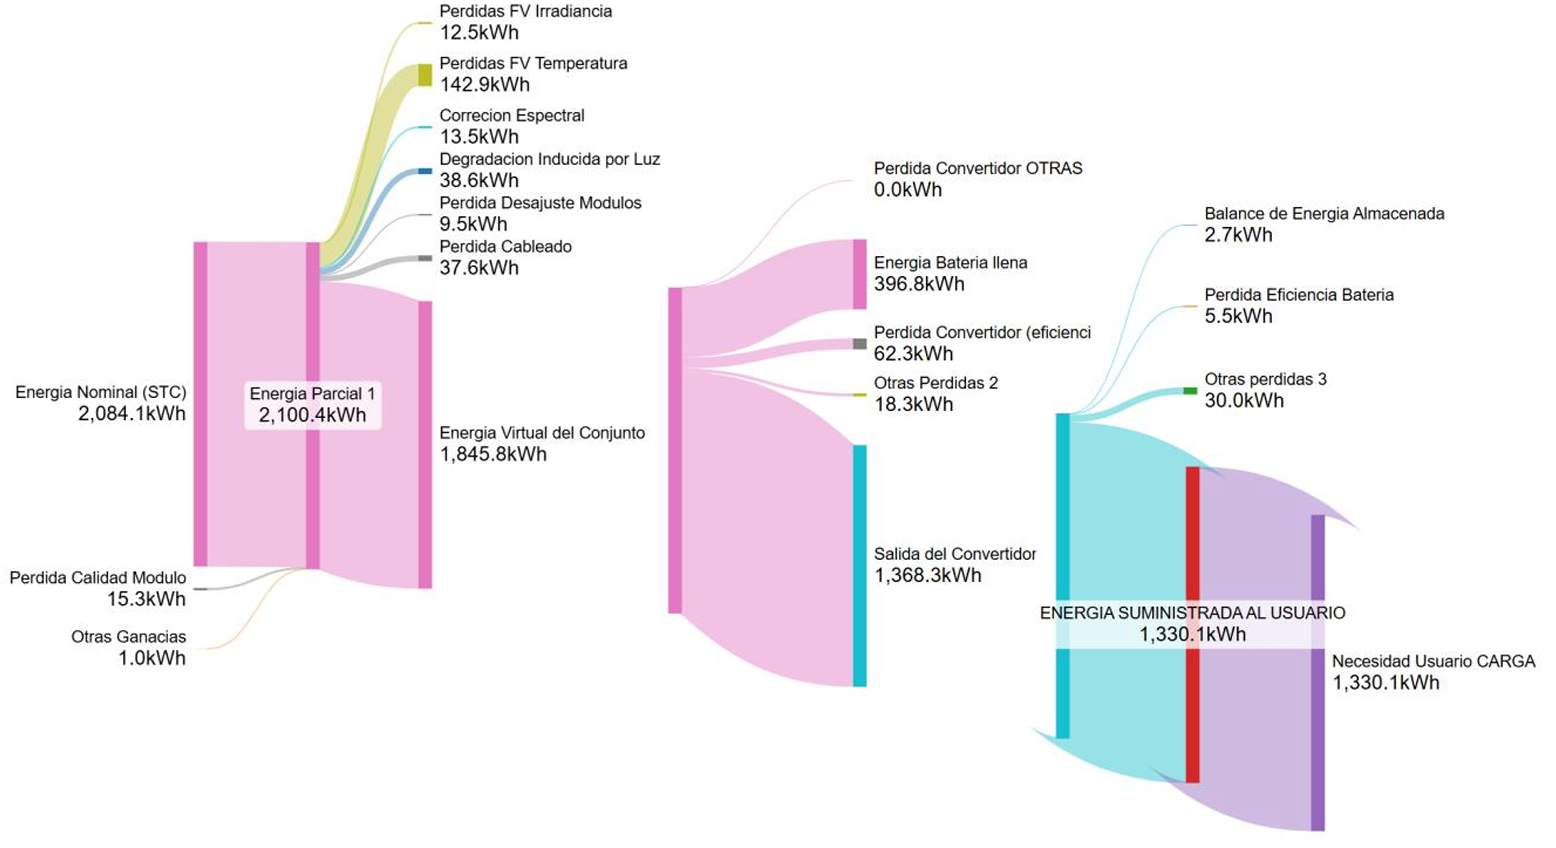 Perdidas FV Irradiancia
12.5kWh
Perdidas FV Temperatura
142.9kWh
Correcion Espectral
13.5kWh
Degradacion Inducida por Luz
38.6kWh
Perdida Desajuste Modulos
9.5kWh
Perdida Cableado
37.6kWh
Energia Nominal (STC)
2,084.1kWh
Energia Parcial 1
2,100.4kWh
Energia Virtual del Conjunto
1,845.8kWh
Perdida Calidad Modulo
15.3kWh
Otras Ganacias
1.0kWh
Perdida Convertidor OTRAS
0.0kWh
Energia Bateria llena
396.8kWh
Perdida Convertidor (eficienci
62.3kWh
Otras Perdidas 2
18.3kWh
Salida del Convertidor
1,368.3kWh
Balance de Energia Almacenada
2.7kWh
Perdida Eficiencia Bateria
5.5kWh
Otras perdidas 3
30.0kWh
ENERGIA SUMINISTRADA AL USUARIO
1,330.1kWh
Necesidad Usuario CARGA
1,330.1kWh